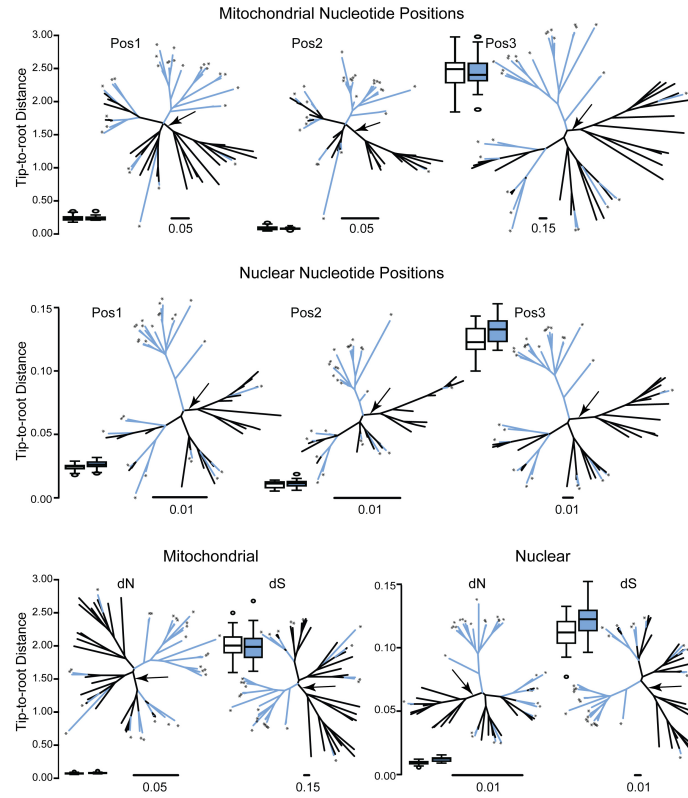 Mitochondrial Nucleotide Positions
Pos1 Pos2 Pos3
Tip-to-root Distance
3.00
2.50
2.00
1.50
1.00
0.50
0.00
0.05 0.05 0.15
Nuclear Nucleotide Positions
Pos1 Pos2 Pos3
Tip-to-root Distance
0.15
0.10
0.05
0.00
0.01 0.01 0.01
Mitochondrial Nuclear
dN dS dN dS
Tip-to-root Distance
3.00
2.50
2.00
1.50
1.00
0.50
0.00
0.05 0.15
0.15
0.10
0.05
0.00
0.01 0.01